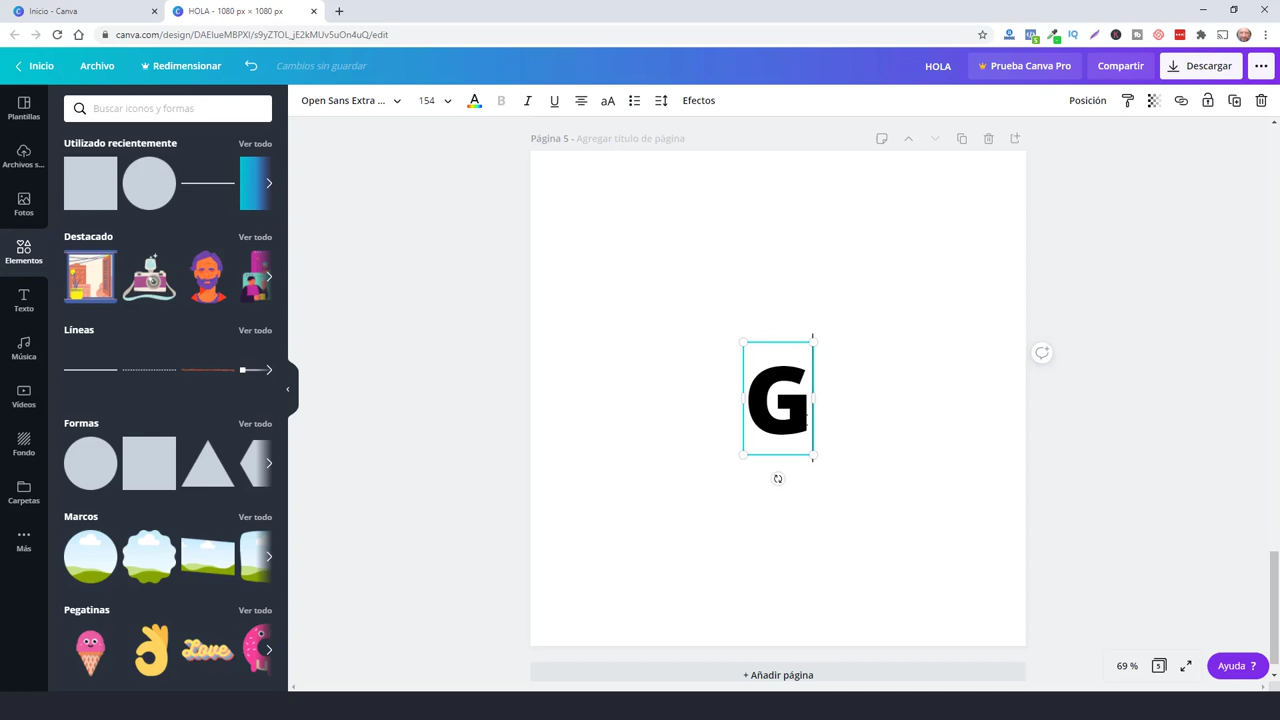 Inicio - Canva
HOLA - 1080 px × 1080 px
canva.com/design/DAEIueMBPXI/s9yZTOL_jE2kMUv5uOn4uQ/edit
Inicio
Archivo
Redimensionar
Cambios sin guardar
HOLA
Prueba Canva Pro
Compartir
Descargar
Plantillas
Archivos s...
Fotos
Elementos
Texto
Música
Vídeos
Fondo
Carpetas
Más
Buscar iconos y formas
Utilizado recientemente
Ver todo
Destacado
Ver todo
Líneas
Ver todo
Formas
Ver todo
Marcos
Ver todo
Pegatinas
Ver todo
Love
Open Sans Extra ...
154
A
B
I
U
aA
Efectos
Posición
Página 5 - Agregar título de página
G
+ Añadir página
69 %
5
Ayuda ?